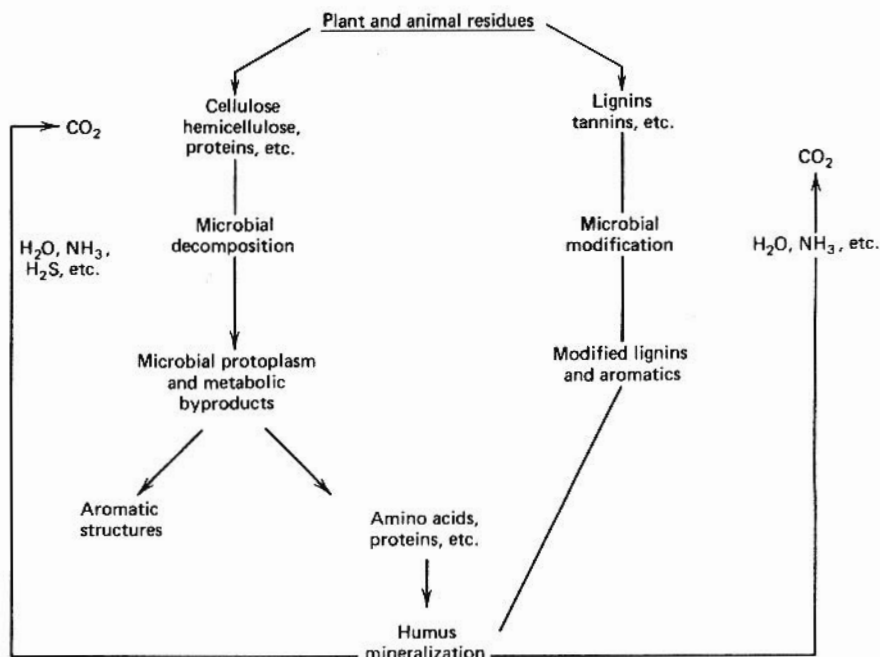 Plant and animal residues
Cellulose
hemicellulose,
proteins, etc.
Lignins
tannins, etc.
CO₂
CO₂
Microbial
decomposition
Microbial
modification
H₂O, NH₃,
H₂S, etc.
H₂O, NH₃, etc.
Microbial protoplasm
and metabolic
byproducts
Modified lignins
and aromatics
Aromatic
structures
Amino acids,
proteins, etc.
Humus
mineralization